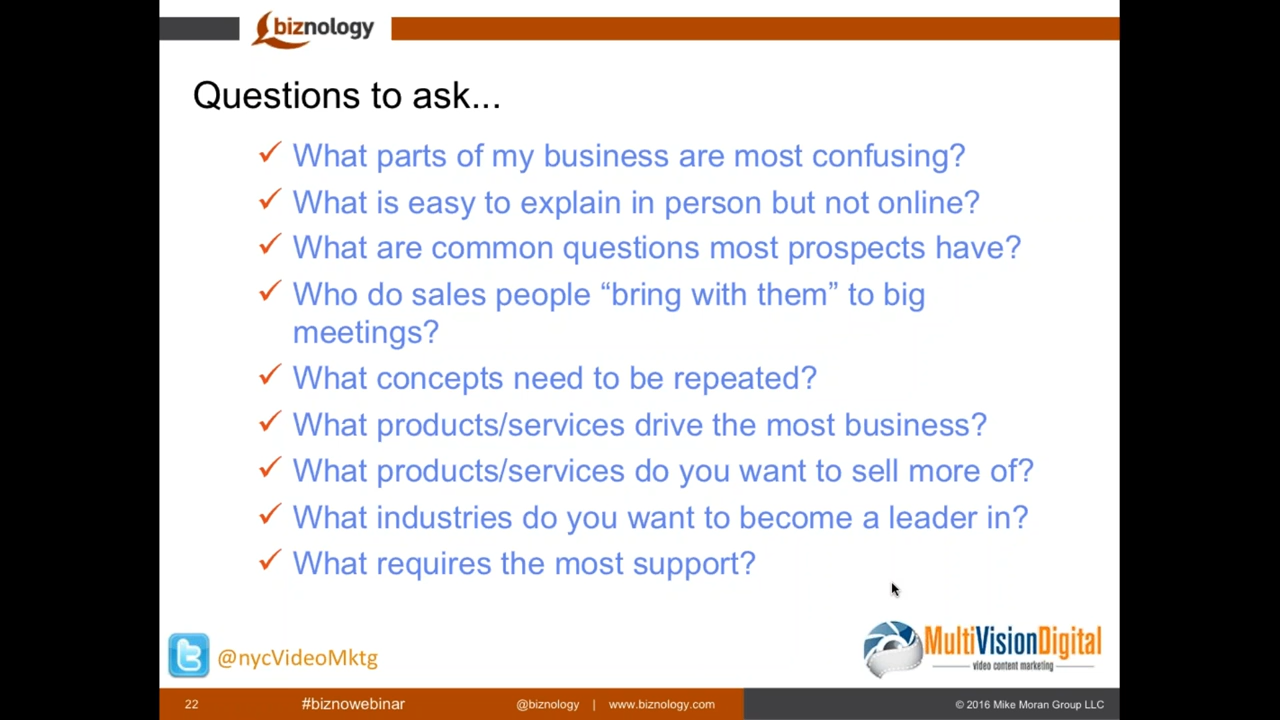 biznology
Questions to ask...
✓ What parts of my business are most confusing?
✓ What is easy to explain in person but not online?
✓ What are common questions most prospects have?
✓ Who do sales people “bring with them” to big
meetings?
✓ What concepts need to be repeated?
✓ What products/services drive the most business?
✓ What products/services do you want to sell more of?
✓ What industries do you want to become a leader in?
✓ What requires the most support?
@nycVideoMktg
MultiVisionDigital
video content marketing
22 #biznowebinar @biznology | www.biznology.com © 2016 Mike Moran Group LLC